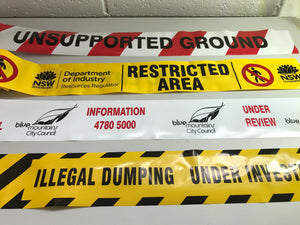 UNSUPPORTED GROUND
NSW
GOVERNMENT
Department of Industry
Resources Regulator
RESTRICTED AREA
NSW
blue mountains City Council
INFORMATION
4780 5000
blue mountains City Council
UNDER REVIEW
ILLEGAL DUMPING UNDER INVEST